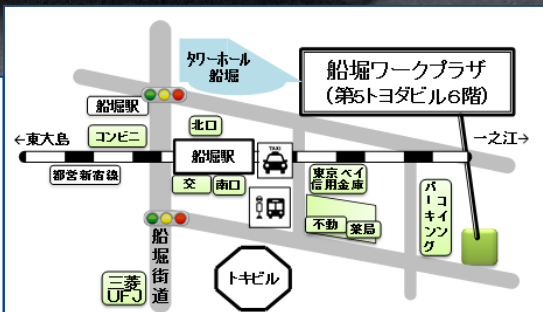 タワーホール
船堀
船堀ワークプラザ
(第5トヨダビル6階)
船堀駅
北口
←東大島
コンビニ
船堀駅
TAXI
一之江→
都営新宿線
交
南口
東京ベイ
信用金庫
不動
薬局
コインパーキング
船堀街道
三菱
UFJ
トキビル